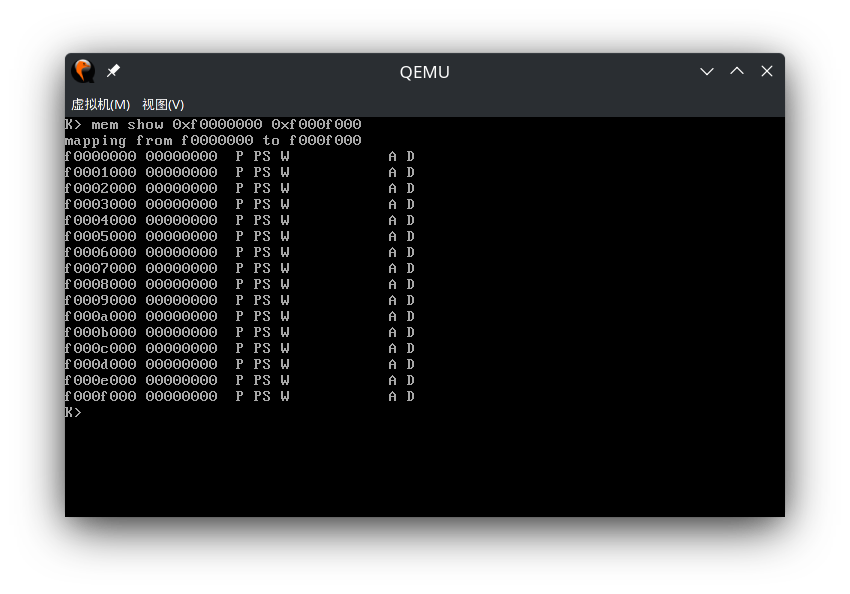 QEMU
虚拟机(M) 视图(V)
K> mem show 0xf0000000 0xf000f000
mapping from f0000000 to f000f000
f0000000 00000000  P PS W           A D
f0001000 00000000  P PS W           A D
f0002000 00000000  P PS W           A D
f0003000 00000000  P PS W           A D
f0004000 00000000  P PS W           A D
f0005000 00000000  P PS W           A D
f0006000 00000000  P PS W           A D
f0007000 00000000  P PS W           A D
f0008000 00000000  P PS W           A D
f0009000 00000000  P PS W           A D
f000a000 00000000  P PS W           A D
f000b000 00000000  P PS W           A D
f000c000 00000000  P PS W           A D
f000d000 00000000  P PS W           A D
f000e000 00000000  P PS W           A D
f000f000 00000000  P PS W           A D
K>